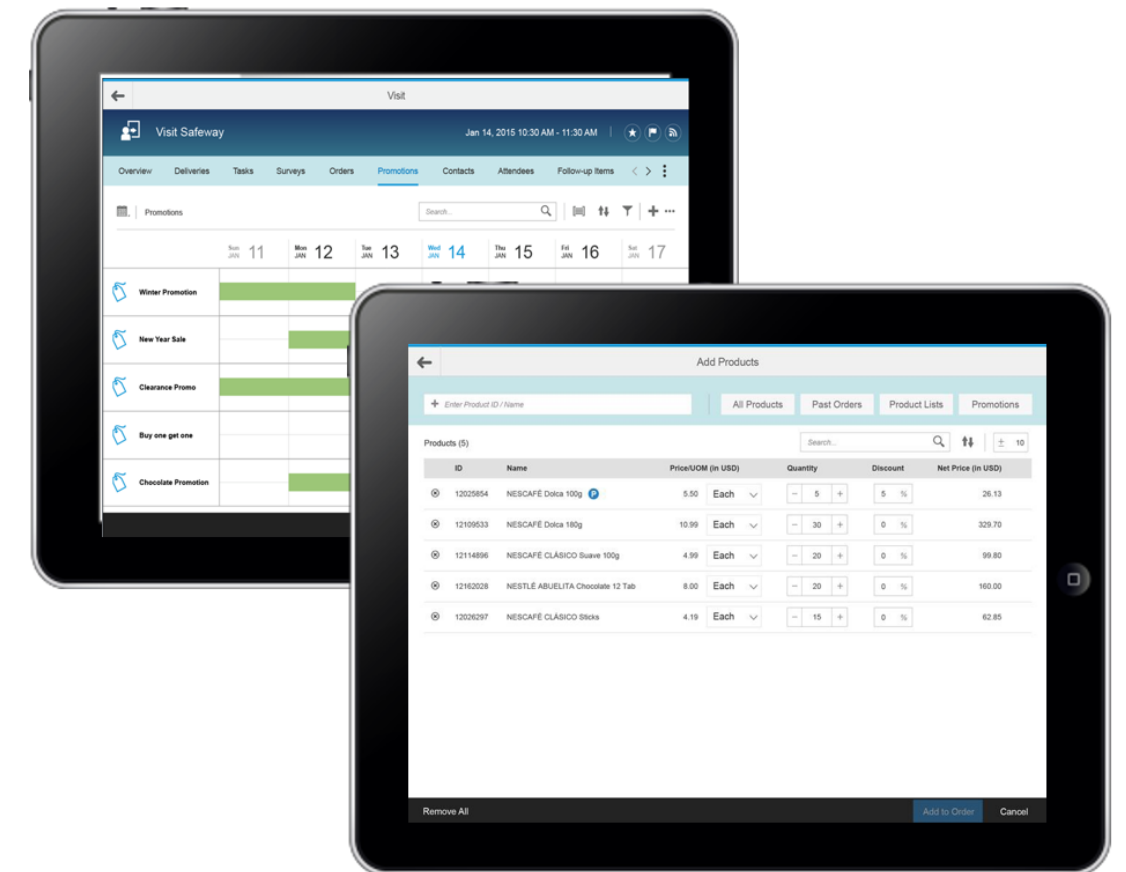 Visit
Visit Safeway Jan 14, 2015 10:30 AM - 11:30 AM
Overview Deliveries Tasks Surveys Orders Promotions Contacts Attendees Follow-up Items
Promotions Search...
Sun JAN 11 Mon JAN 12 Tue JAN 13 Wed JAN 14 Thu JAN 15 Fri JAN 16 Sat JAN 17
Winter Promotion
New Year Sale
Clearance Promo
Buy one get one
Chocolate Promotion
Add Products
+ Enter Product ID / Name All Products Past Orders Product Lists Promotions
Products (5) Search... ± 10
ID Name Price/UOM (in USD) Quantity Discount Net Price (in USD)
12025854 NESCAFÉ Dolca 100g P 5.50 Each - 5 + 5 % 26.13
12109533 NESCAFÉ Dolca 180g 10.99 Each - 30 + 0 % 329.70
12114896 NESCAFÉ CLÁSICO Suave 100g 4.99 Each - 20 + 0 % 99.80
12162028 NESTLÉ ABUELITA Chocolate 12 Tab 8.00 Each - 20 + 0 % 160.00
12026297 NESCAFÉ CLÁSICO Sticks 4.19 Each - 15 + 0 % 62.85
Remove All Add to Order Cancel